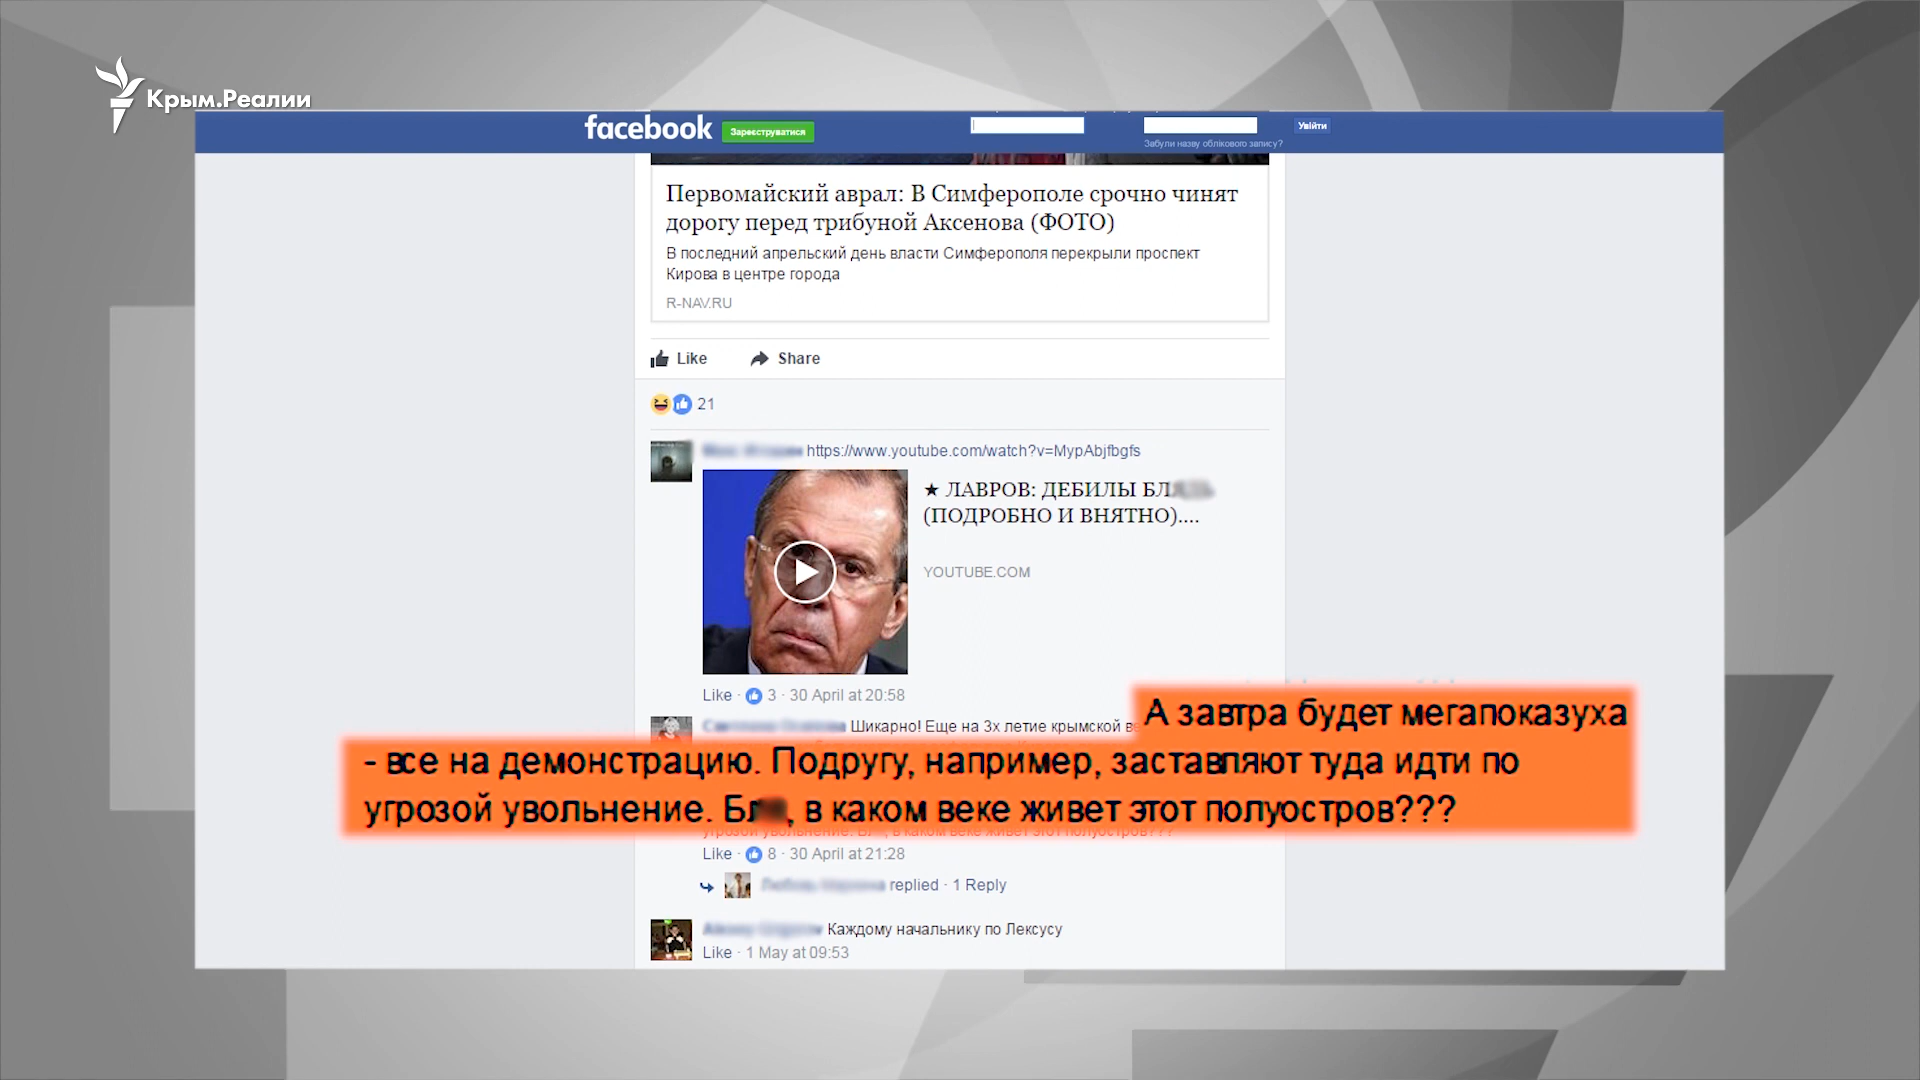 Крым.Реалии
facebook
Зареєструватися
Увійти
Забули назву облікового запису?
Первомайский аврал: В Симферополе срочно чинят
дорогу перед трибуной Аксенова (ФОТО)
В последний апрельский день власти Симферополя перекрыли проспект
Кирова в центре города
R-NAV.RU
Like Share
21
https://www.youtube.com/watch?v=MypAbjfbgfs
★ ЛАВРОВ: ДЕБИЛЫ
(ПОДРОБНО И ВНЯТНО)....
YOUTUBE.COM
Like · 3 · 30 April at 20:58
Шикарно! Еще на 3х летие крымской
А завтра будет мегапоказуха
- все на демонстрацию. Подругу, например, заставляют туда идти по
угрозой увольнение. Бл, в каком веке живет этот полуостров???
Like · 8 · 30 April at 21:28
replied · 1 Reply
Каждому начальнику по Лексусу
Like · 1 May at 09:53